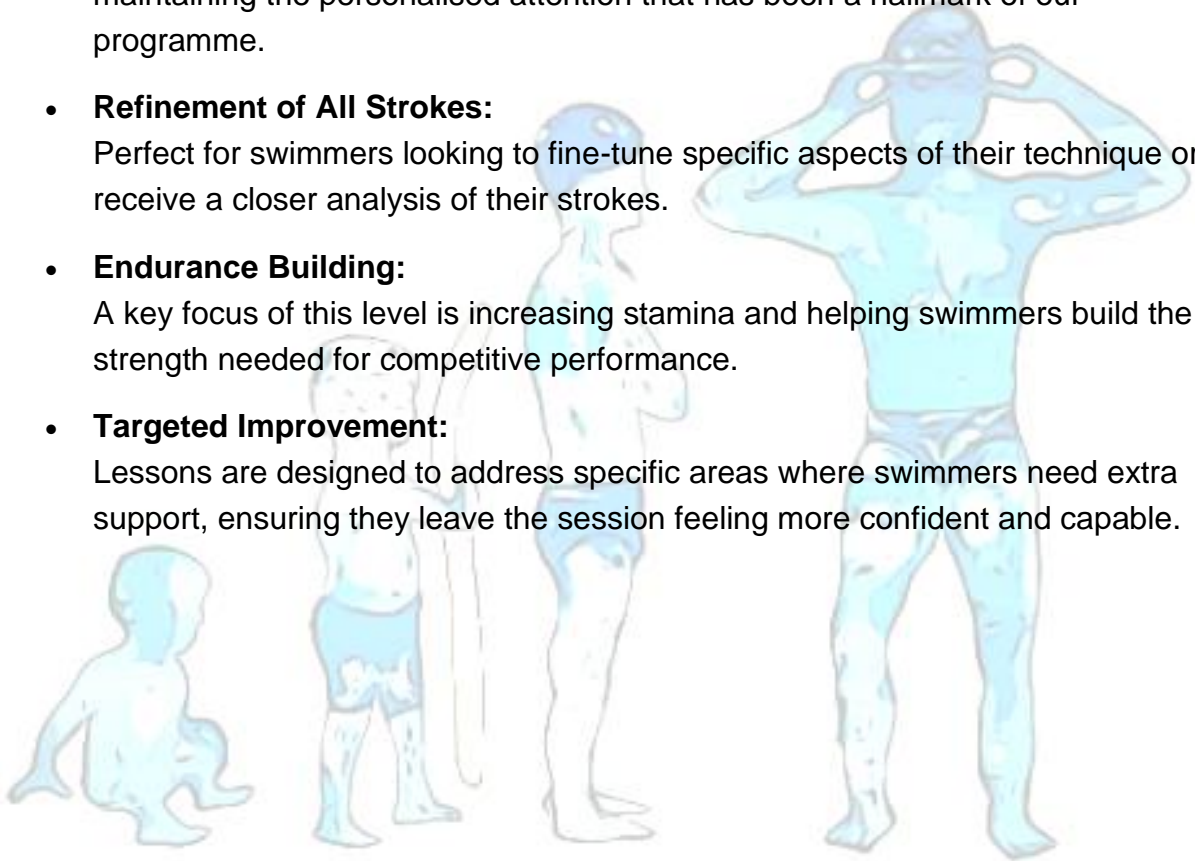 maintaining the personalised attention that has been a hallmark of our
programme.
• Refinement of All Strokes:
Perfect for swimmers looking to fine-tune specific aspects of their technique or
receive a closer analysis of their strokes.
• Endurance Building:
A key focus of this level is increasing stamina and helping swimmers build the
strength needed for competitive performance.
• Targeted Improvement:
Lessons are designed to address specific areas where swimmers need extra
support, ensuring they leave the session feeling more confident and capable.